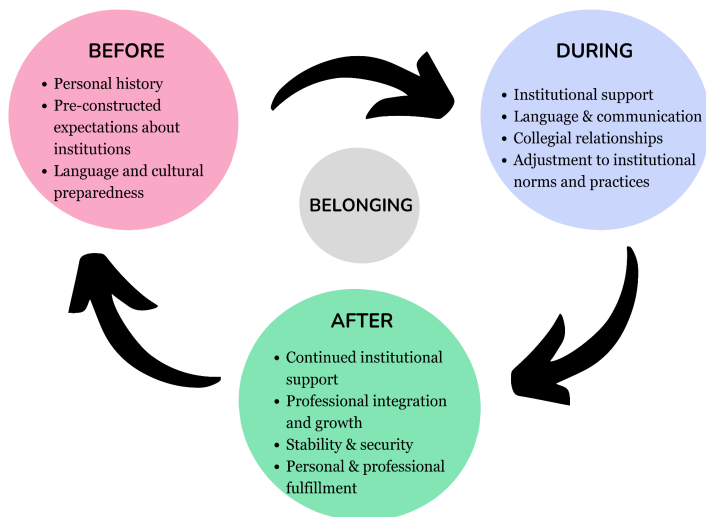 BEFORE
• Personal history
• Pre-constructed
expectations about
institutions
• Language and cultural
preparedness
DURING
• Institutional support
• Language & communication
• Collegial relationships
• Adjustment to institutional
norms and practices
BELONGING
AFTER
• Continued institutional
support
• Professional integration
and growth
• Stability & security
• Personal & professional
fulfillment